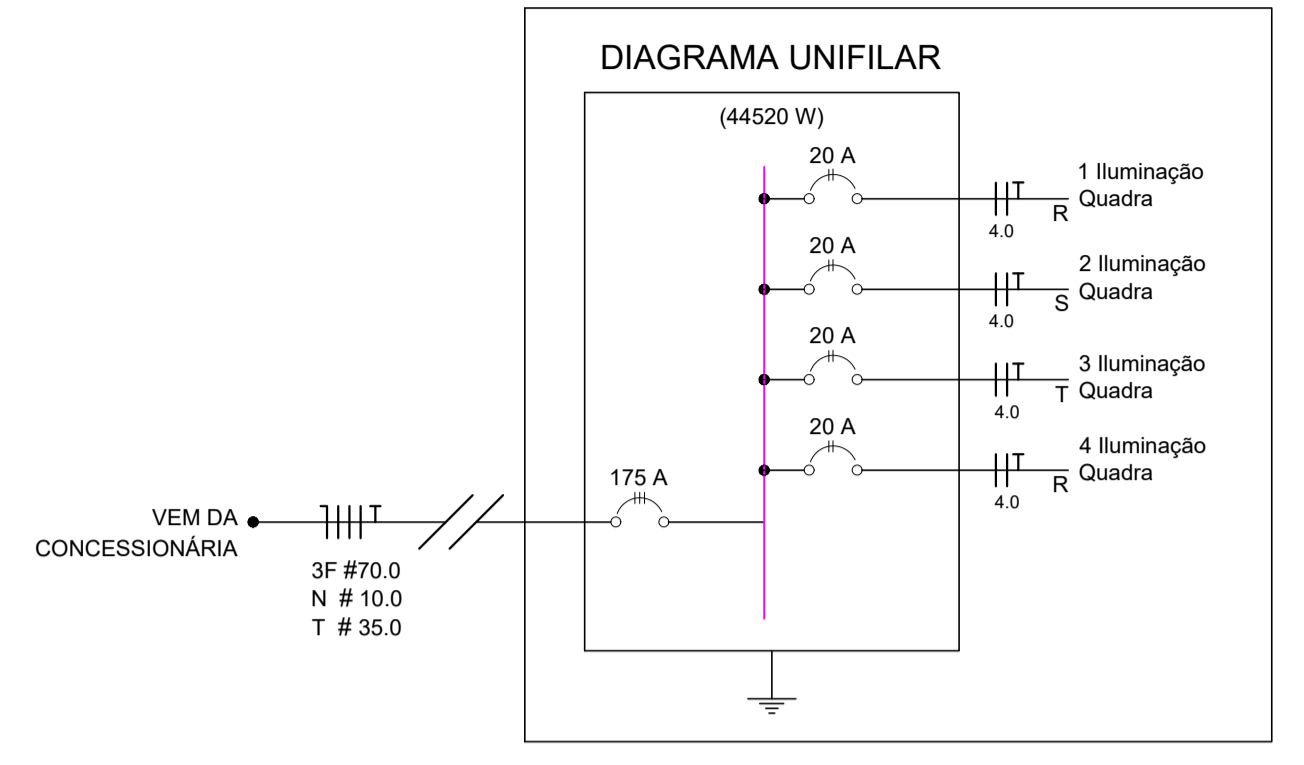 DIAGRAMA UNIFILAR
(44520 W)
20 A
1 Iluminação
Quadra
R
4.0
20 A
2 Iluminação
Quadra
S
4.0
20 A
3 Iluminação
Quadra
T
4.0
20 A
4 Iluminação
Quadra
R
4.0
175 A
VEM DA
CONCESSIONÁRIA
3F #70.0
N # 10.0
T # 35.0